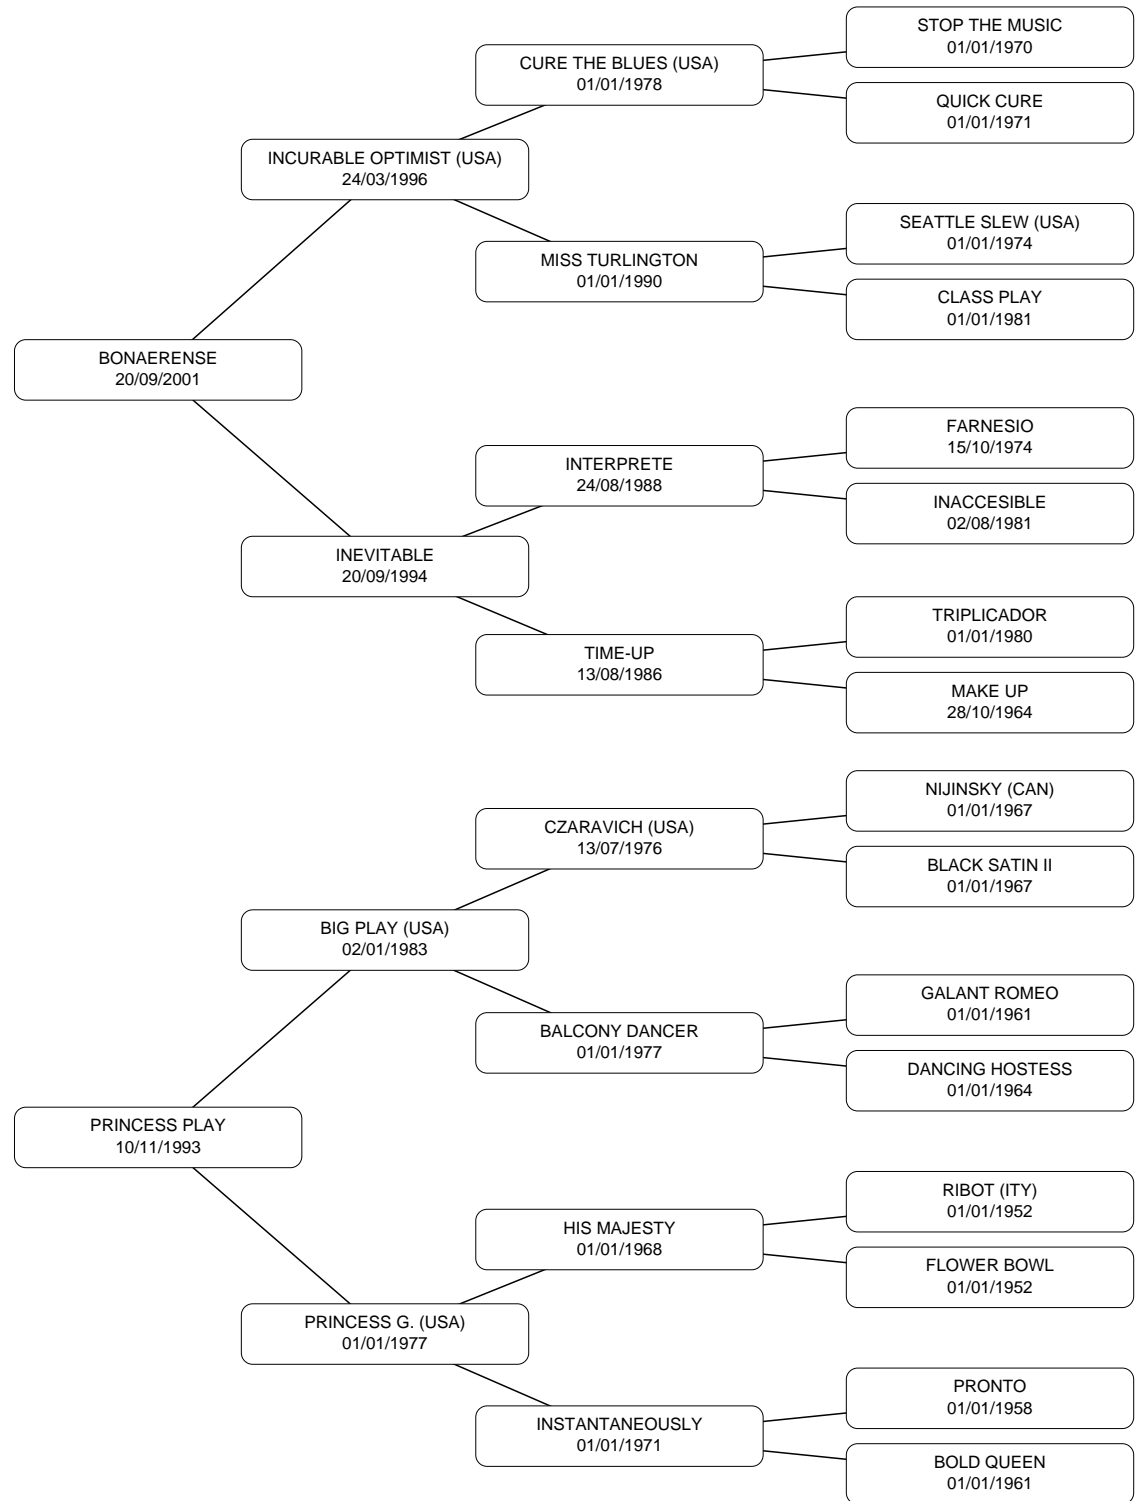 STOP THE MUSIC
01/01/1970
CURE THE BLUES (USA)
01/01/1978
QUICK CURE
01/01/1971
INCURABLE OPTIMIST (USA)
24/03/1996
SEATTLE SLEW (USA)
01/01/1974
MISS TURLINGTON
01/01/1990
CLASS PLAY
01/01/1981
BONAERENSE
20/09/2001
FARNESIO
15/10/1974
INTERPRETE
24/08/1988
INACCESIBLE
02/08/1981
INEVITABLE
20/09/1994
TRIPLICADOR
01/01/1980
TIME-UP
13/08/1986
MAKE UP
28/10/1964
NIJINSKY (CAN)
01/01/1967
CZARAVICH (USA)
13/07/1976
BLACK SATIN II
01/01/1967
BIG PLAY (USA)
02/01/1983
GALANT ROMEO
01/01/1961
BALCONY DANCER
01/01/1977
DANCING HOSTESS
01/01/1964
PRINCESS PLAY
10/11/1993
RIBOT (ITY)
01/01/1952
HIS MAJESTY
01/01/1968
FLOWER BOWL
01/01/1952
PRINCESS G. (USA)
01/01/1977
PRONTO
01/01/1958
INSTANTANEOUSLY
01/01/1971
BOLD QUEEN
01/01/1961